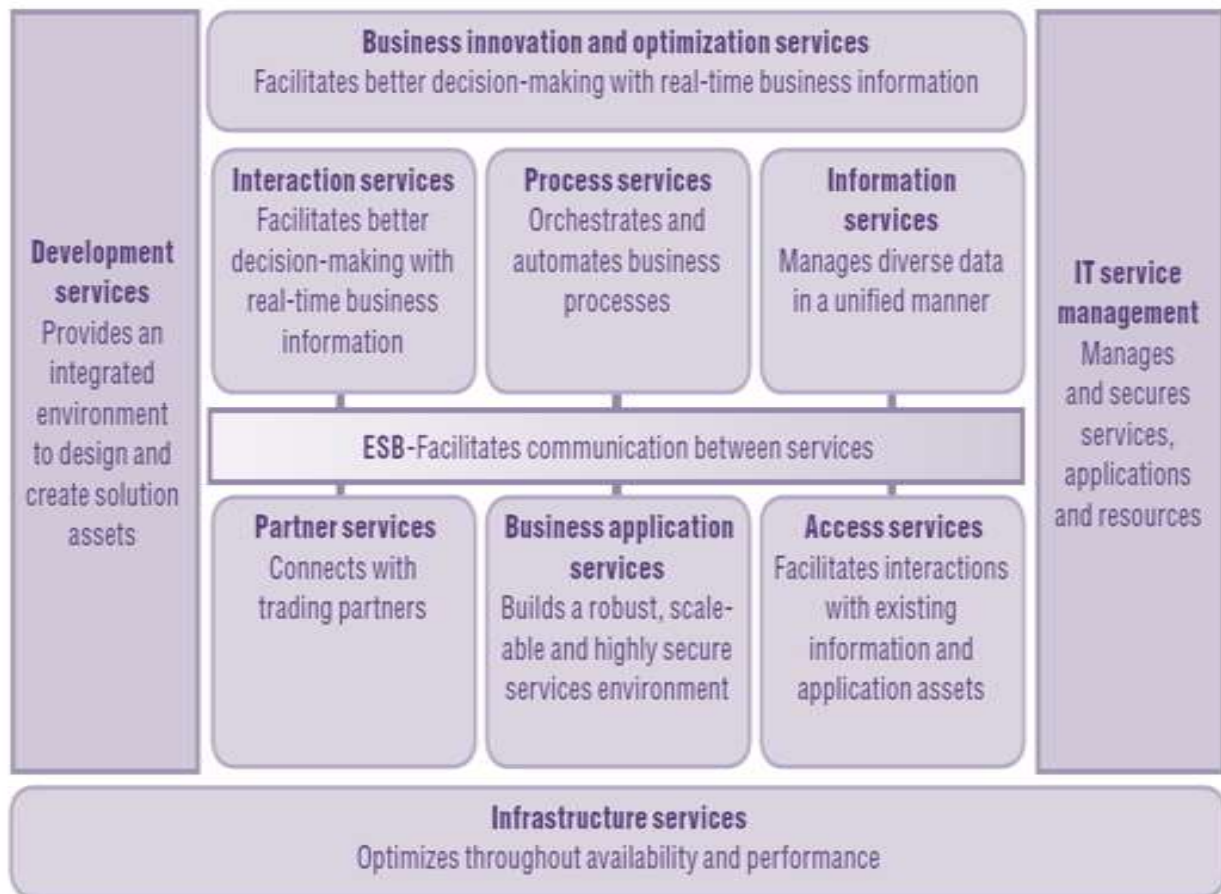 Business innovation and optimization services
Facilitates better decision-making with real-time business information
Development
services
Provides an
integrated
environment
to design and
create solution
assets
Interaction services
Facilitates better
decision-making with
real-time business
information
Process services
Orchestrates and
automates business
processes
Information
services
Manages diverse data
in a unified manner
IT service
management
Manages
and secures
services,
applications
and resources
ESB-Facilitates communication between services
Partner services
Connects with
trading partners
Business application
services
Builds a robust, scale-
able and highly secure
services environment
Access services
Facilitates interactions
with existing
information and
application assets
Infrastructure services
Optimizes throughout availability and performance